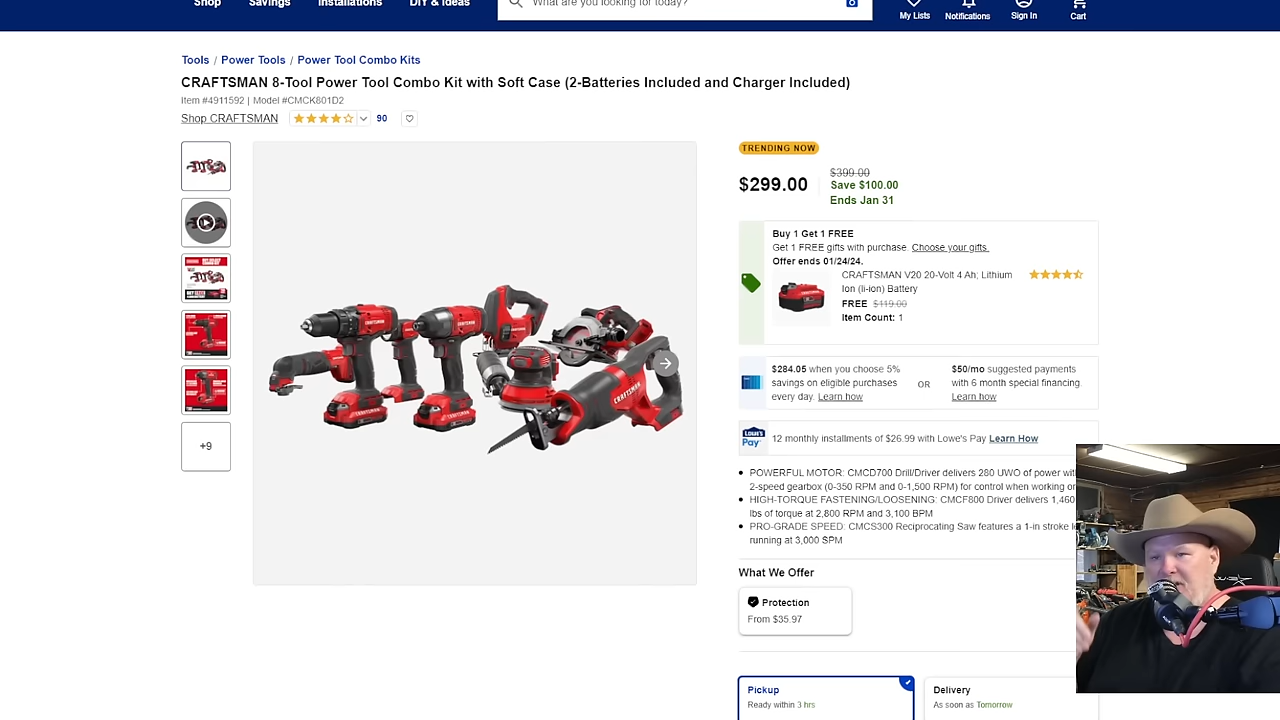 Shop Savings Installations DIY & Ideas What are you looking for today?
My Lists Notifications Sign In Cart
Tools / Power Tools / Power Tool Combo Kits
CRAFTSMAN 8-Tool Power Tool Combo Kit with Soft Case (2-Batteries Included and Charger Included)
Item #4911592 | Model #CMCK801D2
Shop CRAFTSMAN 90
TRENDING NOW
$299.00
$399.00
Save $100.00
Ends Jan 31
Buy 1 Get 1 FREE
Get 1 FREE gifts with purchase. Choose your gifts.
Offer ends 01/24/24.
CRAFTSMAN V20 20-Volt 4 Ah; Lithium
Ion (li-ion) Battery
FREE $119.00
Item Count: 1
$284.05 when you choose 5%
savings on eligible purchases
every day. Learn how
OR
$50/mo suggested payments
with 6 month special financing.
Learn how
LOWE'S
Pay
12 monthly installments of $26.99 with Lowe's Pay Learn How
POWERFUL MOTOR: CMCD700 Drill/Driver delivers 280 UWO of power wit
2-speed gearbox (0-350 RPM and 0-1,500 RPM) for control when working or
HIGH-TORQUE FASTENING/LOOSENING: CMCF800 Driver delivers 1,460
lbs of torque at 2,800 RPM and 3,100 BPM
PRO-GRADE SPEED: CMCS300 Reciprocating Saw features a 1-in stroke le
running at 3,000 SPM
What We Offer
Protection
From $35.97
Pickup
Ready within 3 hrs
Delivery
As soon as Tomorrow
+9
CRAFTSMAN
CRAFTSMAN
CRAFTSMAN
CRAFTSMAN
CRAFTSMAN